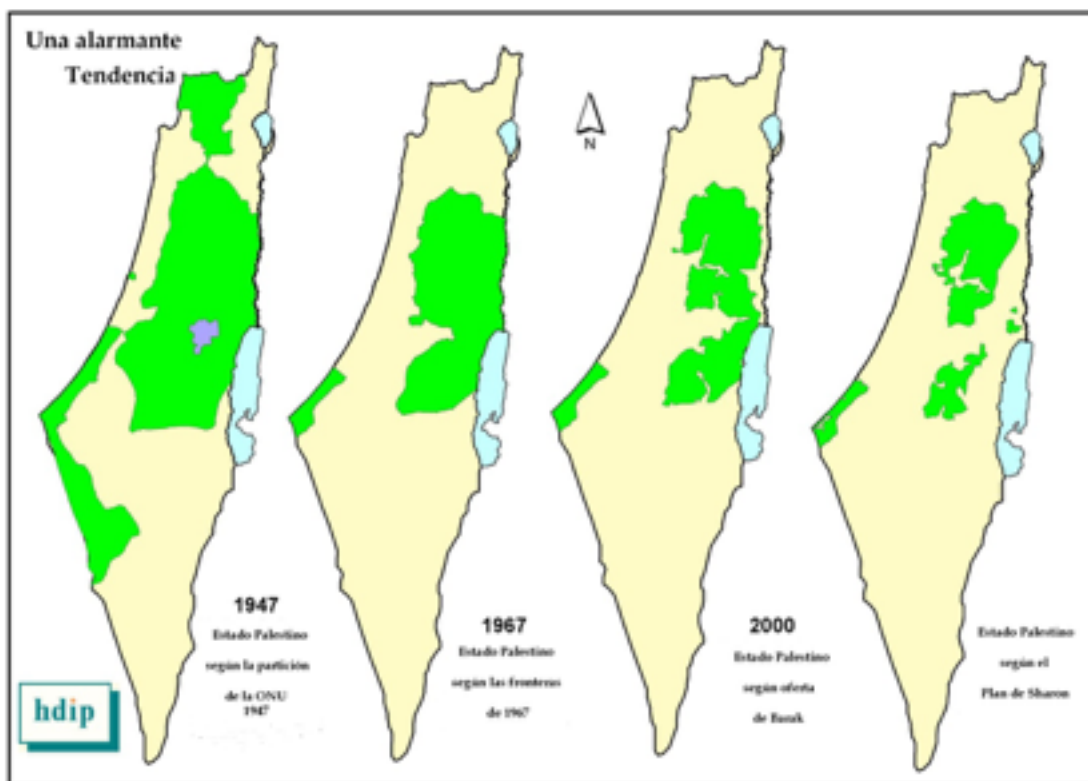 Una alarmante
Tendencia
N
1947
Estado Palestino
según la partición
de la ONU
1947
1967
Estado Palestino
según las fronteras
de 1967
2000
Estado Palestino
según oferta
de Barak
Estado Palestino
según el
Plan de Sharon
hdip